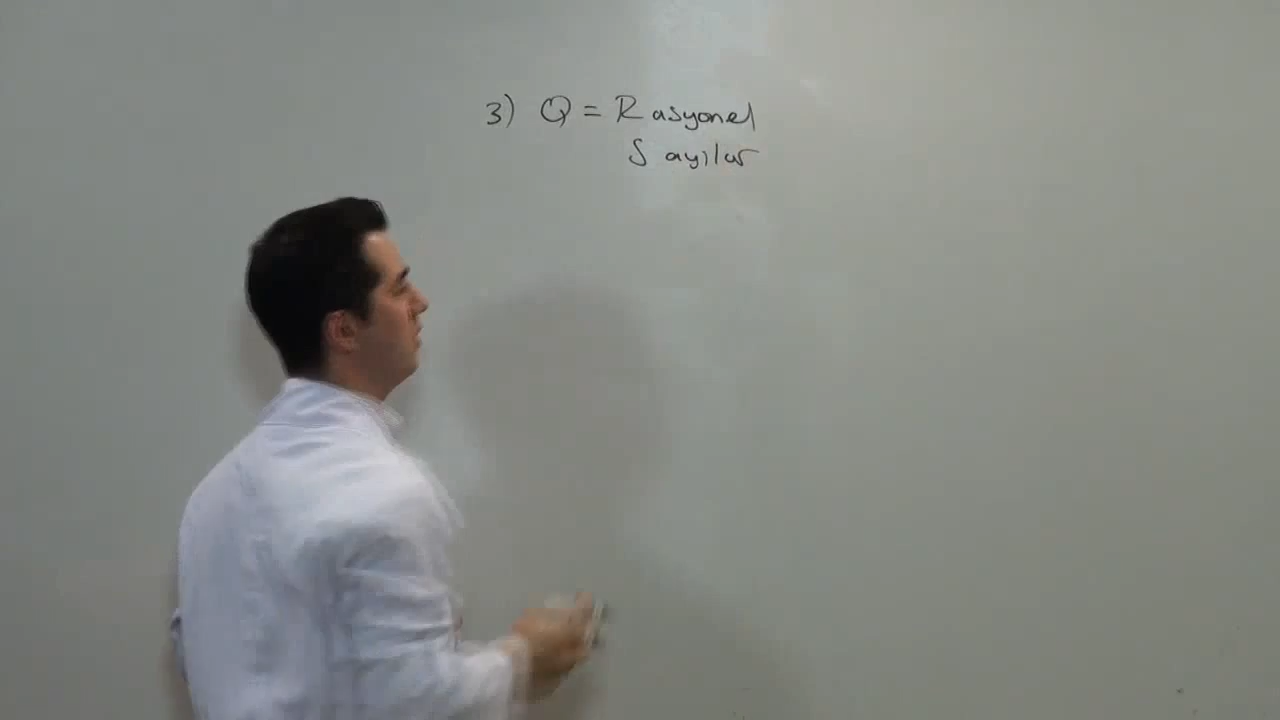 3) Q = Rasyonel
Sayılar